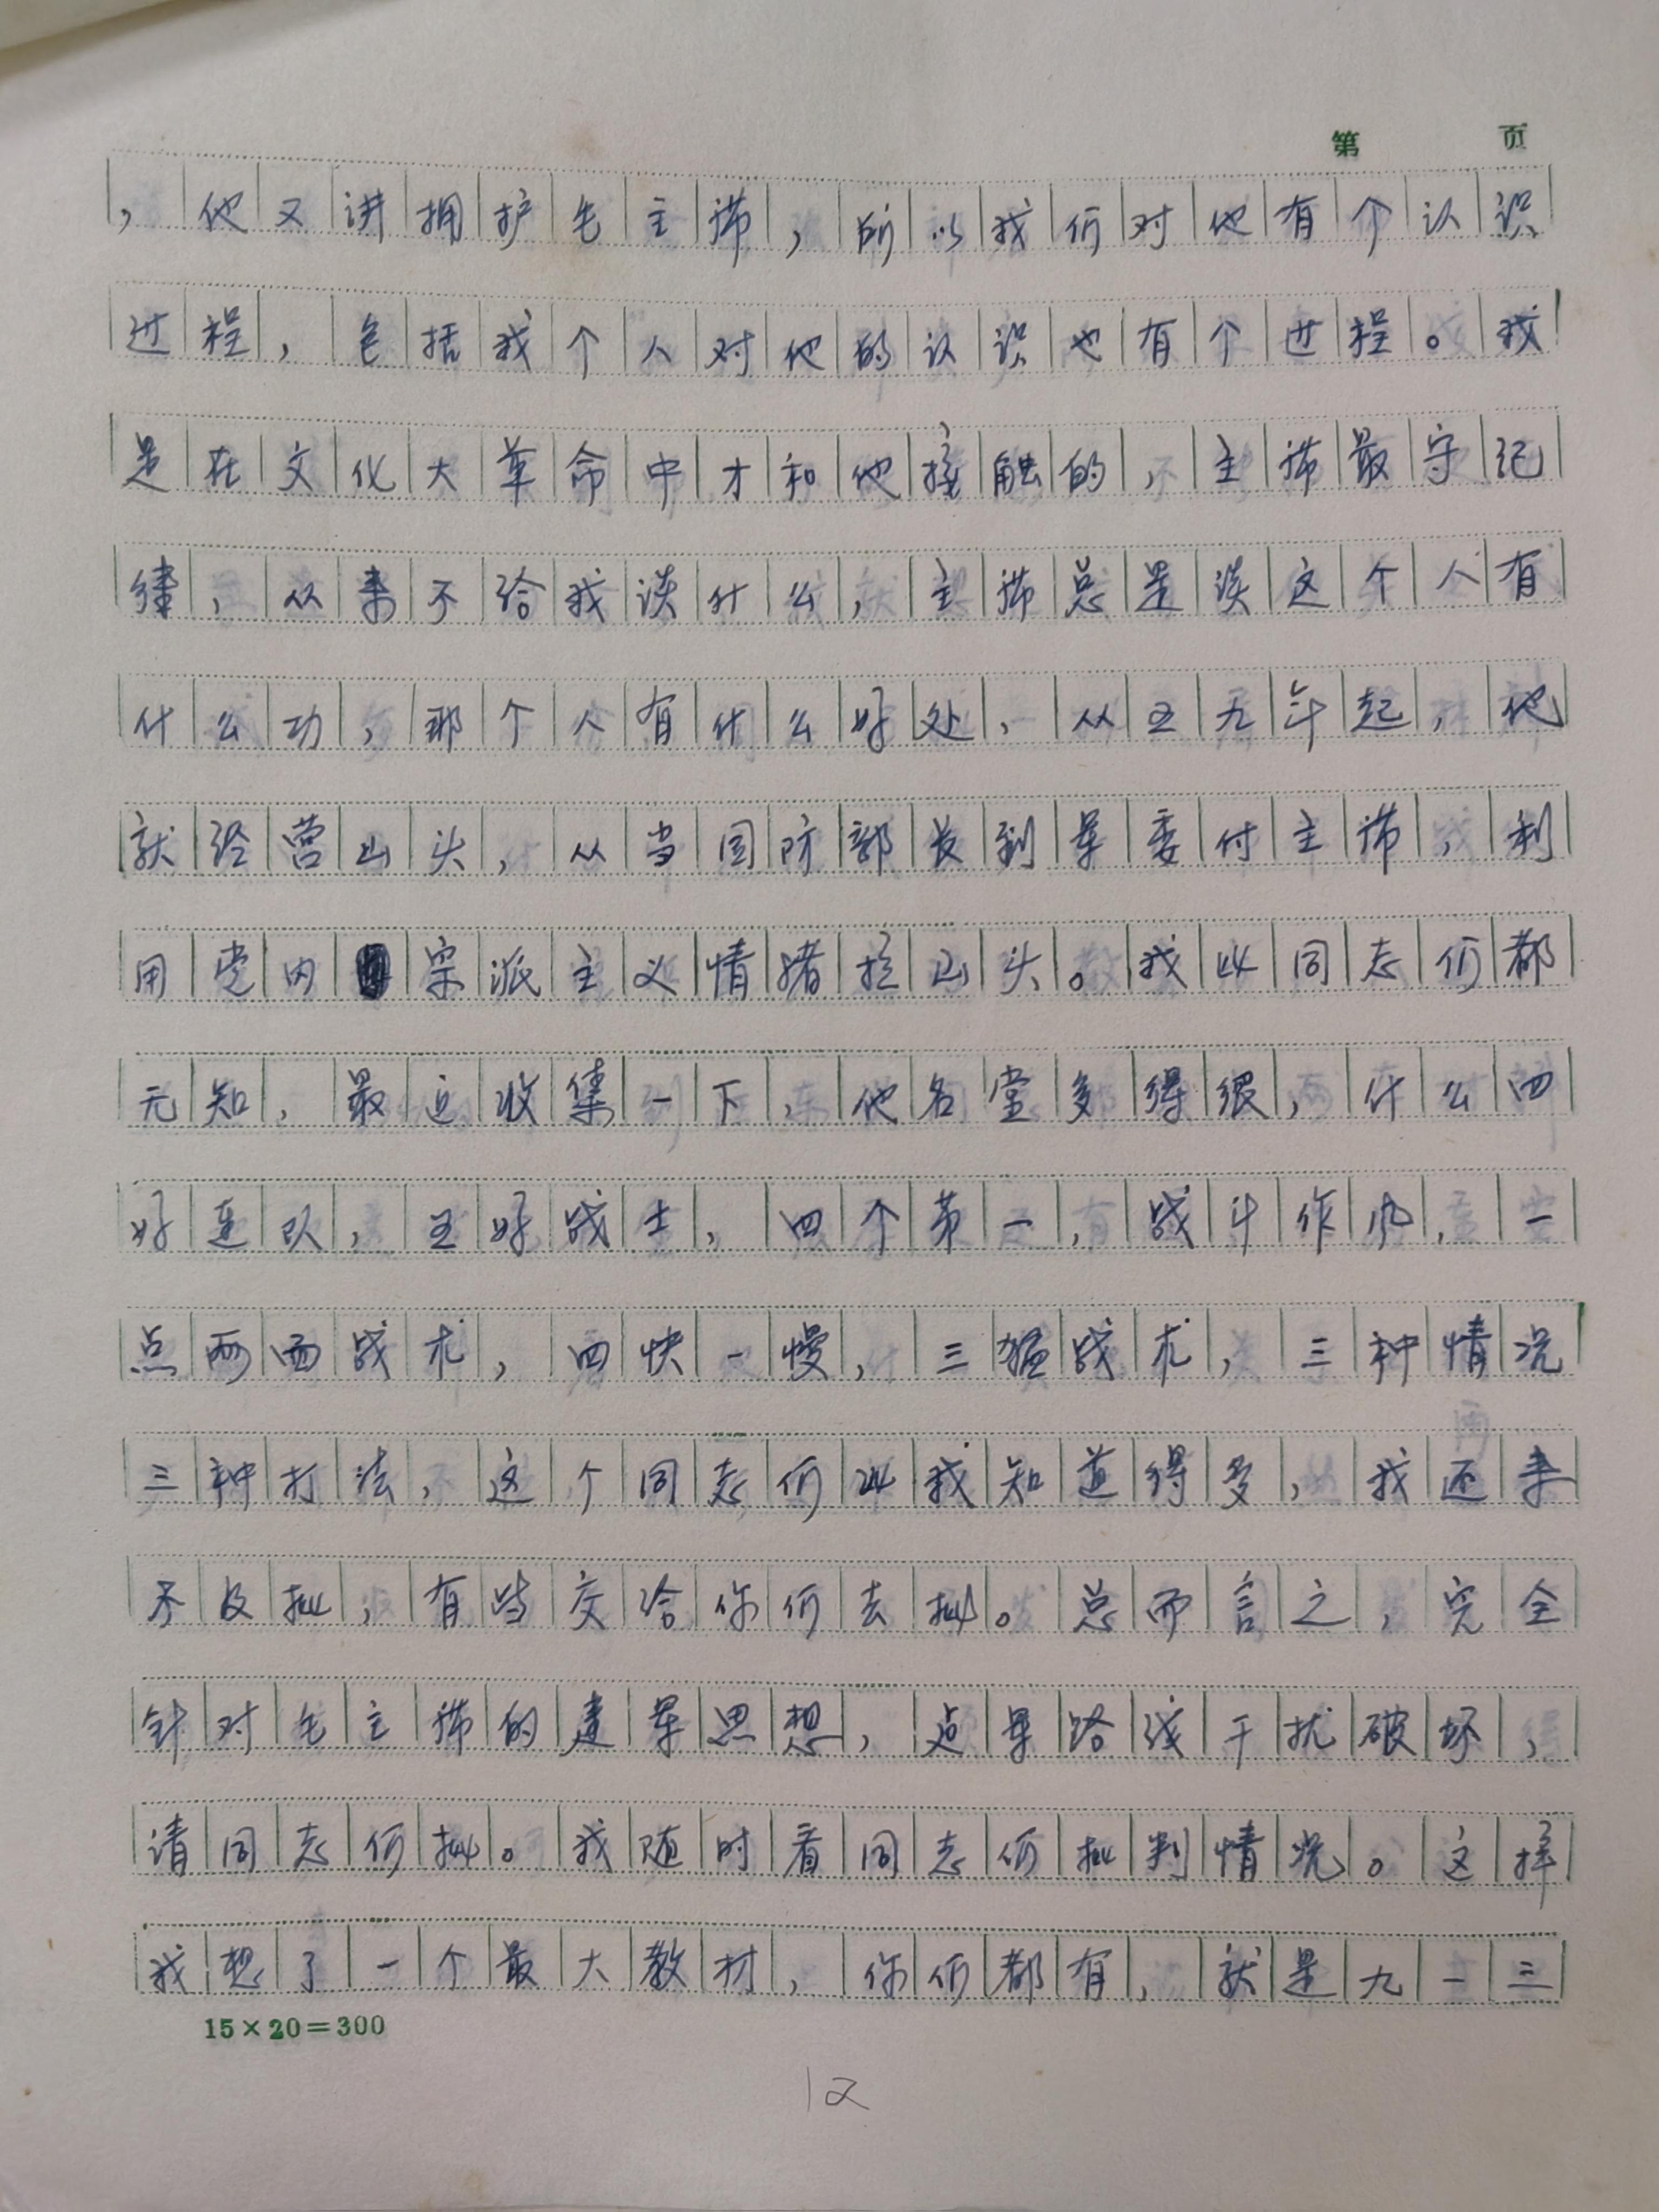 第 页
，他又讲拥护毛主席，所以我们对他有个认识
过程，包括我个人对他的认识也有个过程。我
是在文化大革命中才和他接触的，主席最守纪
律，从来不给我谈什么，主席总是谈这个人有
什么功，那个人有什么好处，从五九年起，他
就经营山头，从当国防部长到军委付主席，利
用党内宗派主义情绪拉山头。我比同志们都
无知，最近收集一下，他名堂多得很，什么四
好连队，五好战士，四个第一，战斗作风，一
点两面战术，四快一慢，三猛战术，三种情况
三种打法，这个同志们比我知道得多，我还来
不及批，有些交给你们去批。总而言之，完全
针对毛主席的建军思想，建军路线干扰破坏，
请同志们批。我随时看同志们批判情况。这样
我想了一个最大教材，你们都有，就是九一三
15×20=300
12